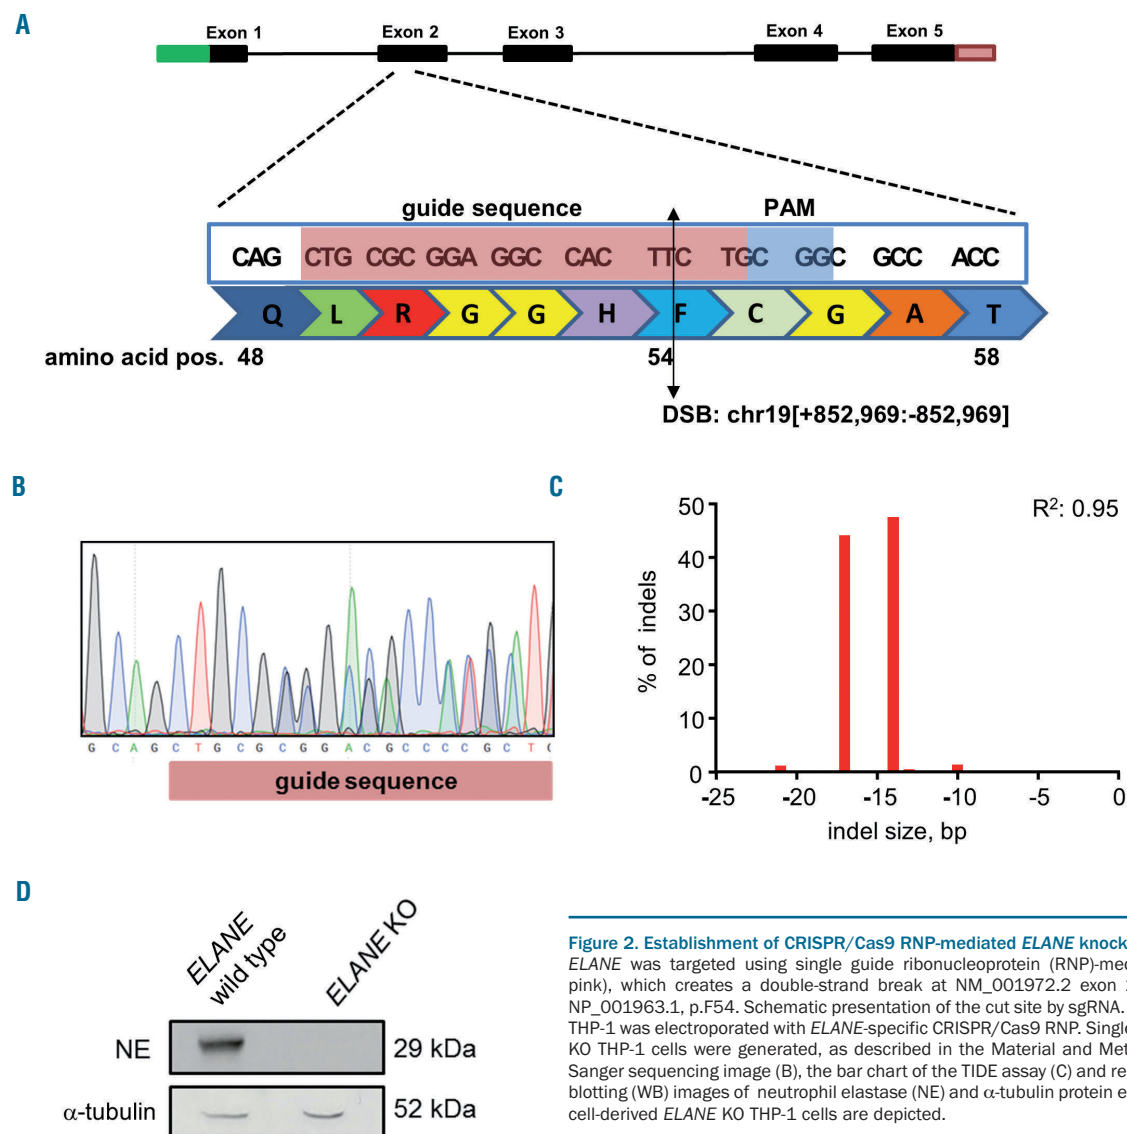 A
Exon 1 Exon 2 Exon 3 Exon 4 Exon 5
guide sequence PAM
CAG CTG CGC GGA GGC CAC TTC TGC GGC GCC ACC
Q L R G G H F C G A T
amino acid pos. 48 54 58
DSB: chr19[+852,969:-852,969]
B
G C A G C T G C G C G G A C G C C C C G C T
guide sequence
C
R²: 0.95
% of indels
50
40
30
20
10
0
-25 -20 -15 -10 -5 0
indel size, bp
D
ELANE wild type
ELANE KO
NE 29 kDa
α-tubulin 52 kDa
Figure 2. Establishment of CRISPR/Cas9 RNP-mediated ELANE knock
ELANE was targeted using single guide ribonucleoprotein (RNP)-med
pink), which creates a double-strand break at NM_001972.2 exon
NP_001963.1, p.F54. Schematic presentation of the cut site by sgRNA.
THP-1 was electroporated with ELANE-specific CRISPR/Cas9 RNP. Single
KO THP-1 cells were generated, as described in the Material and Met
Sanger sequencing image (B), the bar chart of the TIDE assay (C) and re
blotting (WB) images of neutrophil elastase (NE) and α-tubulin protein e
cell-derived ELANE KO THP-1 cells are depicted.